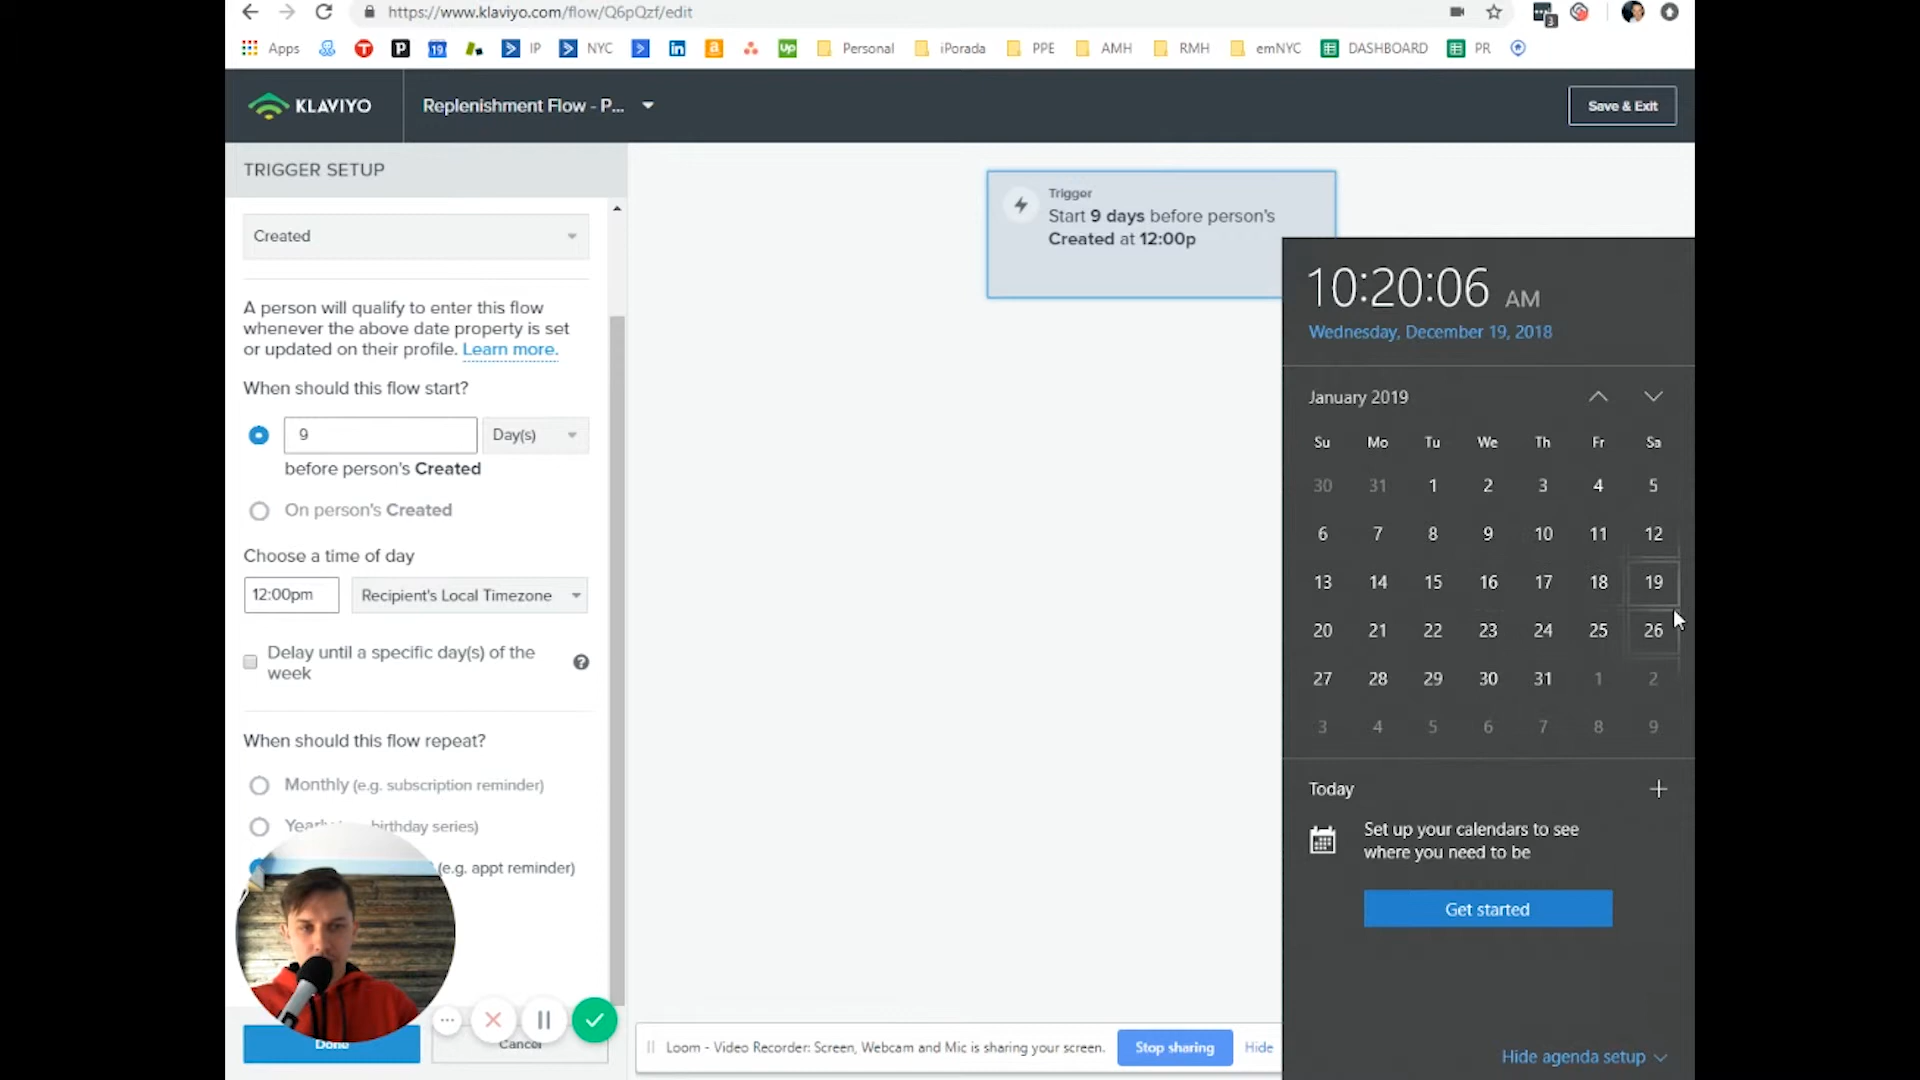 https://www.klaviyo.com/flow/Q6pQzf/edit
3
Apps
19
IP
NYC
in
a
up
Personal
iPorada
PPE
AMH
RMH
emNYC
DASHBOARD
PR
KLAVIYO
Replenishment Flow - P...
Save & Exit
TRIGGER SETUP
Created
A person will qualify to enter this flow
whenever the above date property is set
or updated on their profile. Learn more.
When should this flow start?
9
Day(s)
before person's Created
On person's Created
Choose a time of day
12:00pm
Recipient's Local Timezone
Delay until a specific day(s) of the
week
?
When should this flow repeat?
Monthly (e.g. subscription reminder)
birthday series)
(e.g. appt reminder)
Done
Cancel
Trigger
Start 9 days before person's
Created at 12:00p
10:20:06 AM
Wednesday, December 19, 2018
January 2019
Su Mo Tu We Th Fr Sa
30 31 1 2 3 4 5
6 7 8 9 10 11 12
13 14 15 16 17 18 19
20 21 22 23 24 25 26
27 28 29 30 31 1 2
3 4 5 6 7 8 9
Today
Set up your calendars to see
where you need to be
Get started
Hide agenda setup
Loom - Video Recorder: Screen, Webcam and Mic is sharing your screen.
Stop sharing
Hide